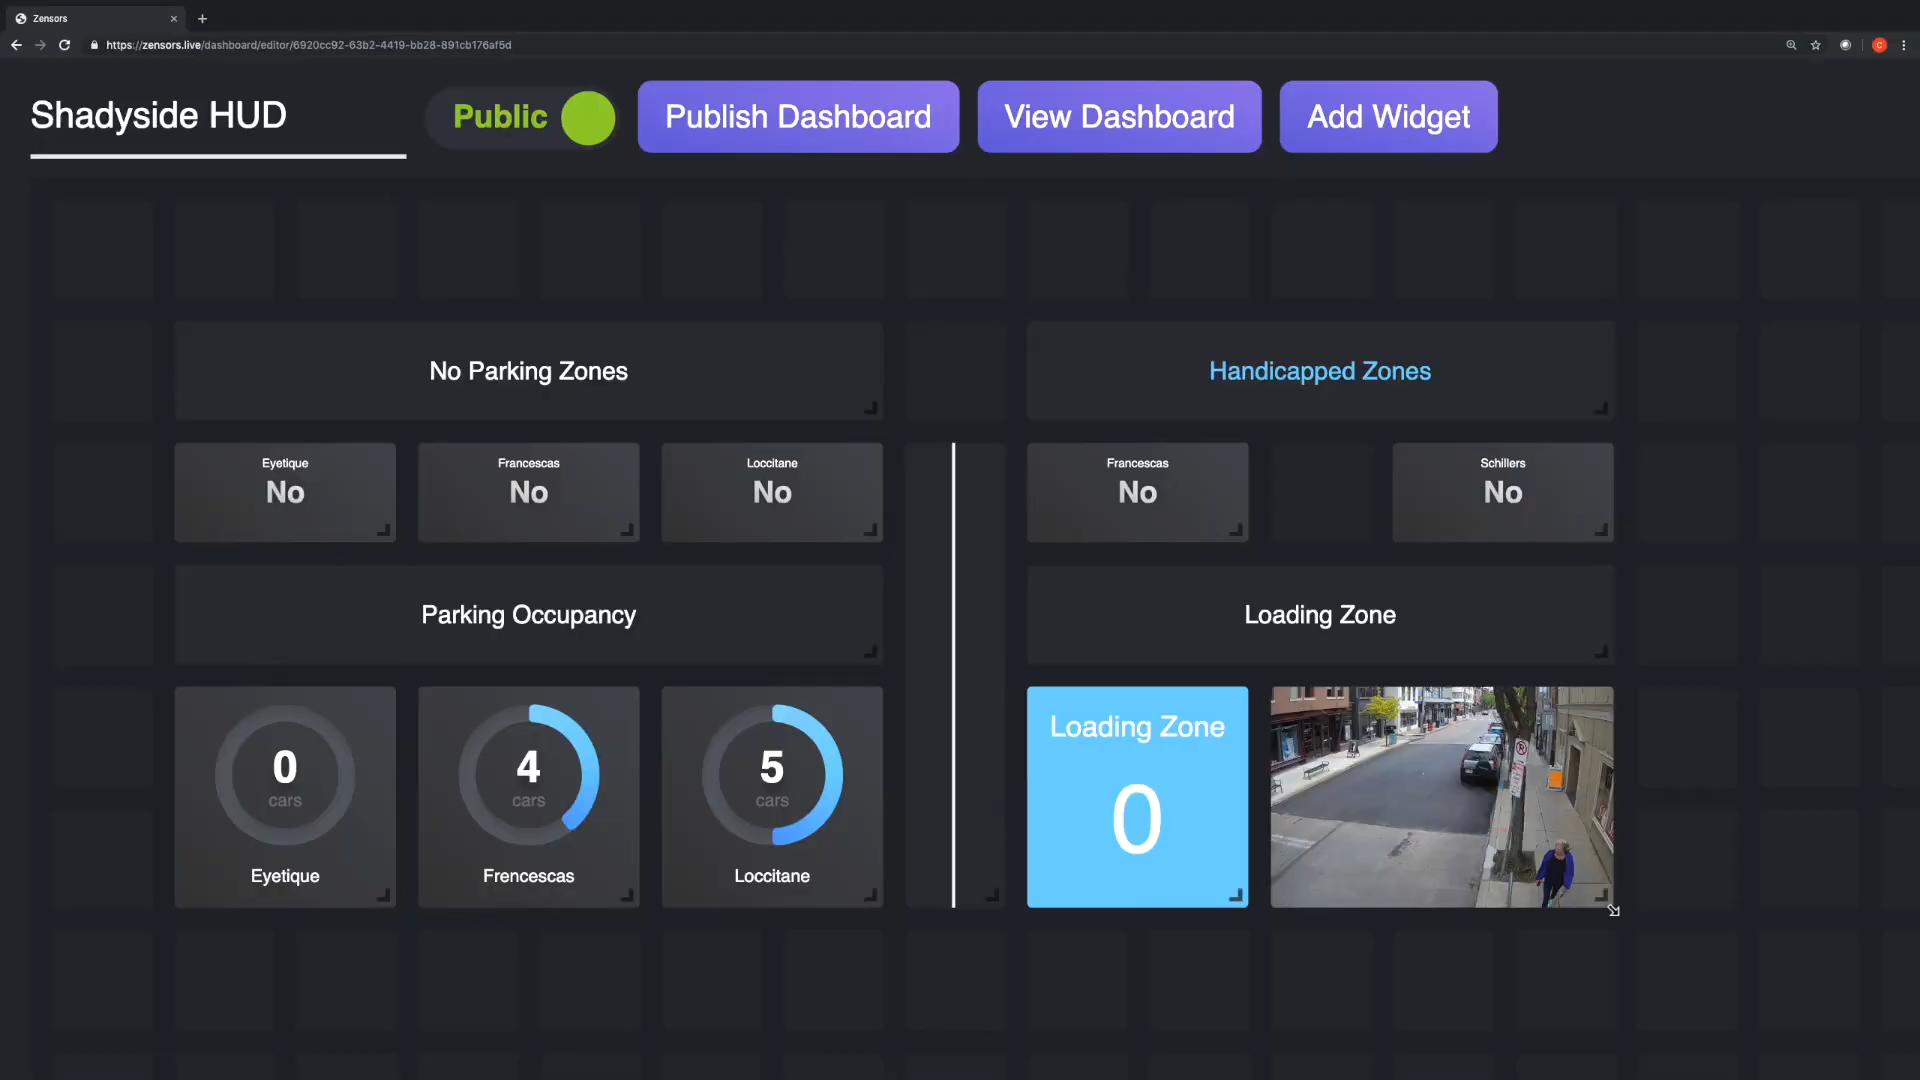 Zensors
https://zensors.live/dashboard/editor/6920cc92-63b2-4419-bb28-891cb176af5d
C
Shadyside HUD
Public
Publish Dashboard
View Dashboard
Add Widget
No Parking Zones
Handicapped Zones
Eyetique
No
Francescas
No
Loccitane
No
Francescas
No
Schillers
No
Parking Occupancy
Loading Zone
0
cars
Eyetique
4
cars
Frencescas
5
cars
Loccitane
Loading Zone
0